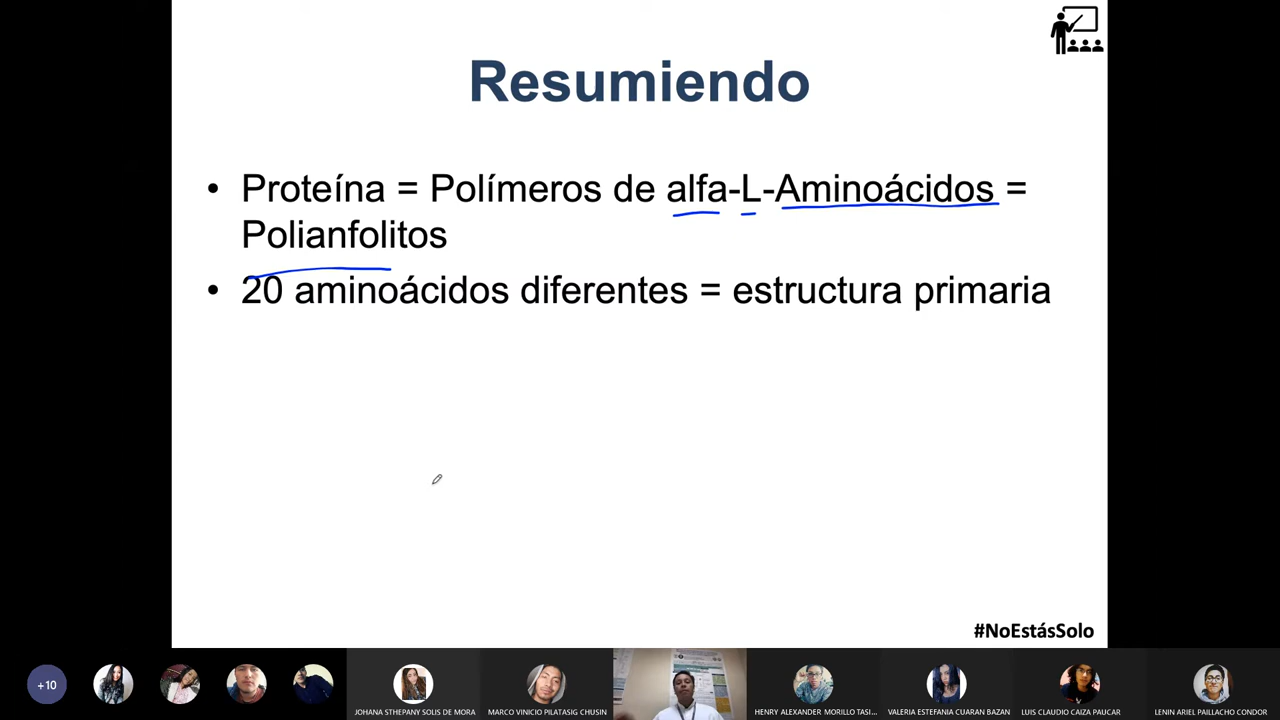 Resumiendo
• Proteína = Polímeros de alfa-L-Aminoácidos =
Polianfolitos
• 20 aminoácidos diferentes = estructura primaria
#NoEstásSolo
+10
JOHANA STHEPANY SOLIS DE MORA
MARCO VINICIO PILATASIG CHUSIN
HENRY ALEXANDER MORILLO TASI...
VALERIA ESTEFANIA CUARAN BAZAN
LUIS CLAUDIO CAIZA PAUCAR
LENIN ARIEL PAILLACHO CONDOR